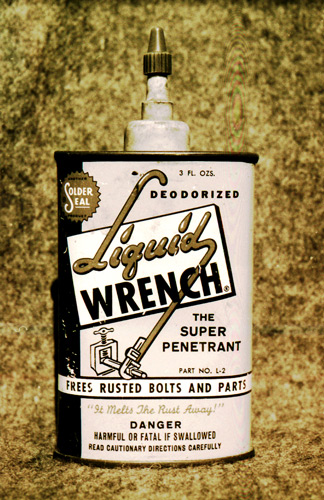 3 FL. OZS.
SOLDER
SEAL
DEODORIZED
Liquid
WRENCH®
THE
SUPER
PENETRANT
PART NO. L-2
FREES RUSTED BOLTS AND PARTS
"It Melts The Rust Away!"
DANGER
HARMFUL OR FATAL IF SWALLOWED
READ CAUTIONARY DIRECTIONS CAREFULLY